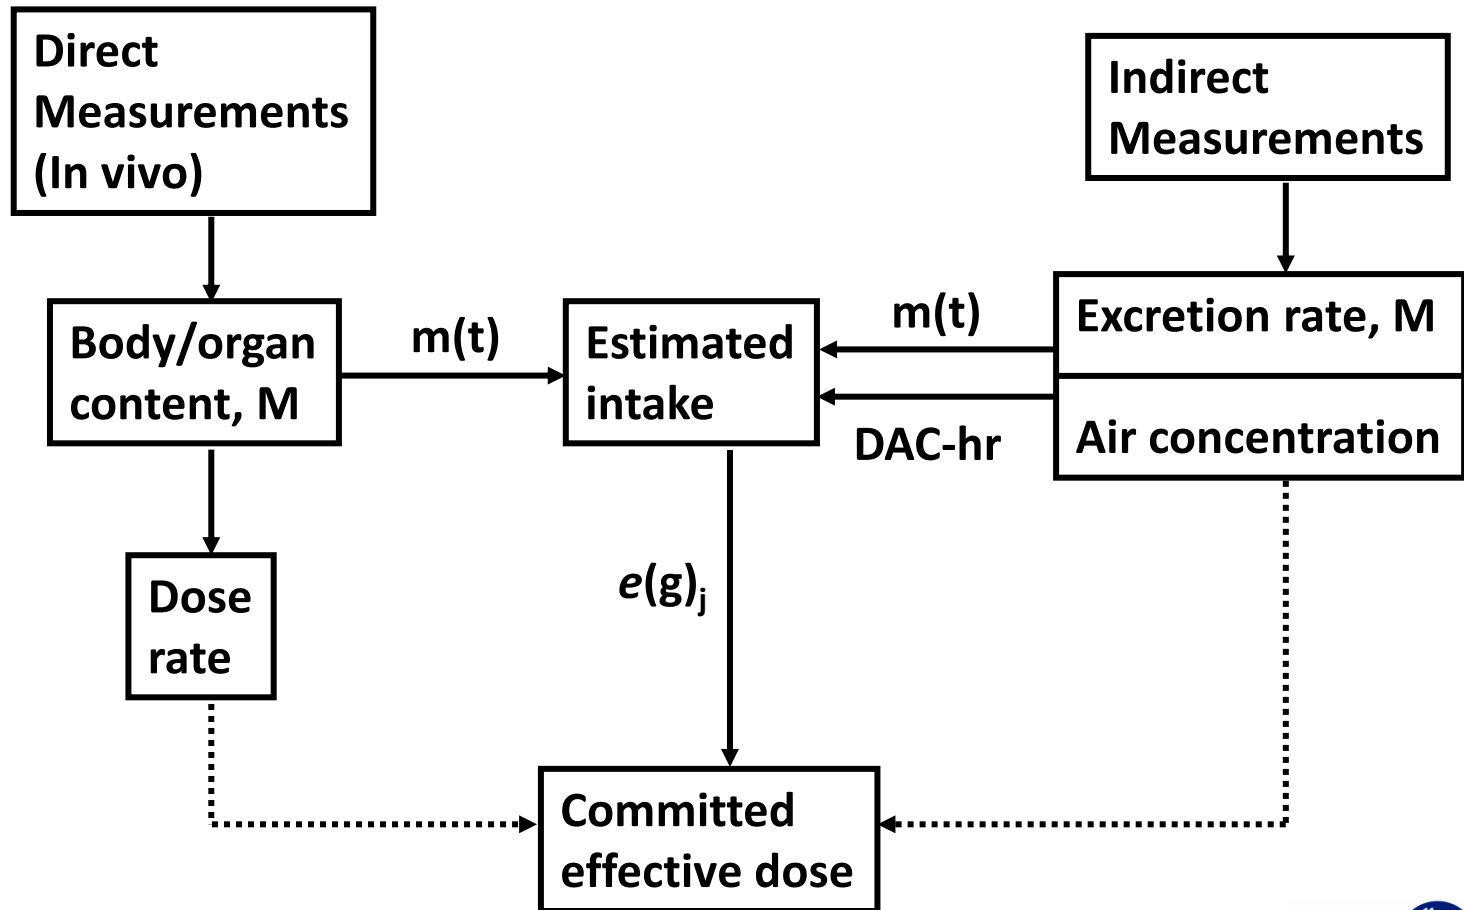 Direct
Measurements
(In vivo)
Indirect
Measurements
Body/organ
content, M
m(t)
Estimated
intake
m(t)
DAC-hr
Excretion rate, M
Air concentration
Dose
rate
e(g)j
Committed
effective dose